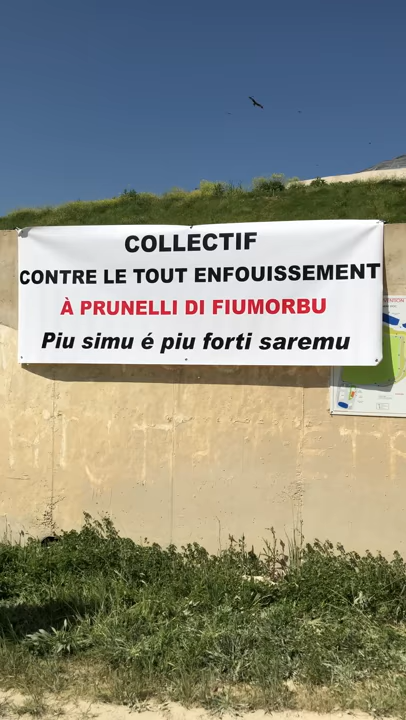 COLLECTIF
CONTRE LE TOUT ENFOUISSEMENT
À PRUNELLI DI FIUMORBU
Piu simu é piu forti saremu